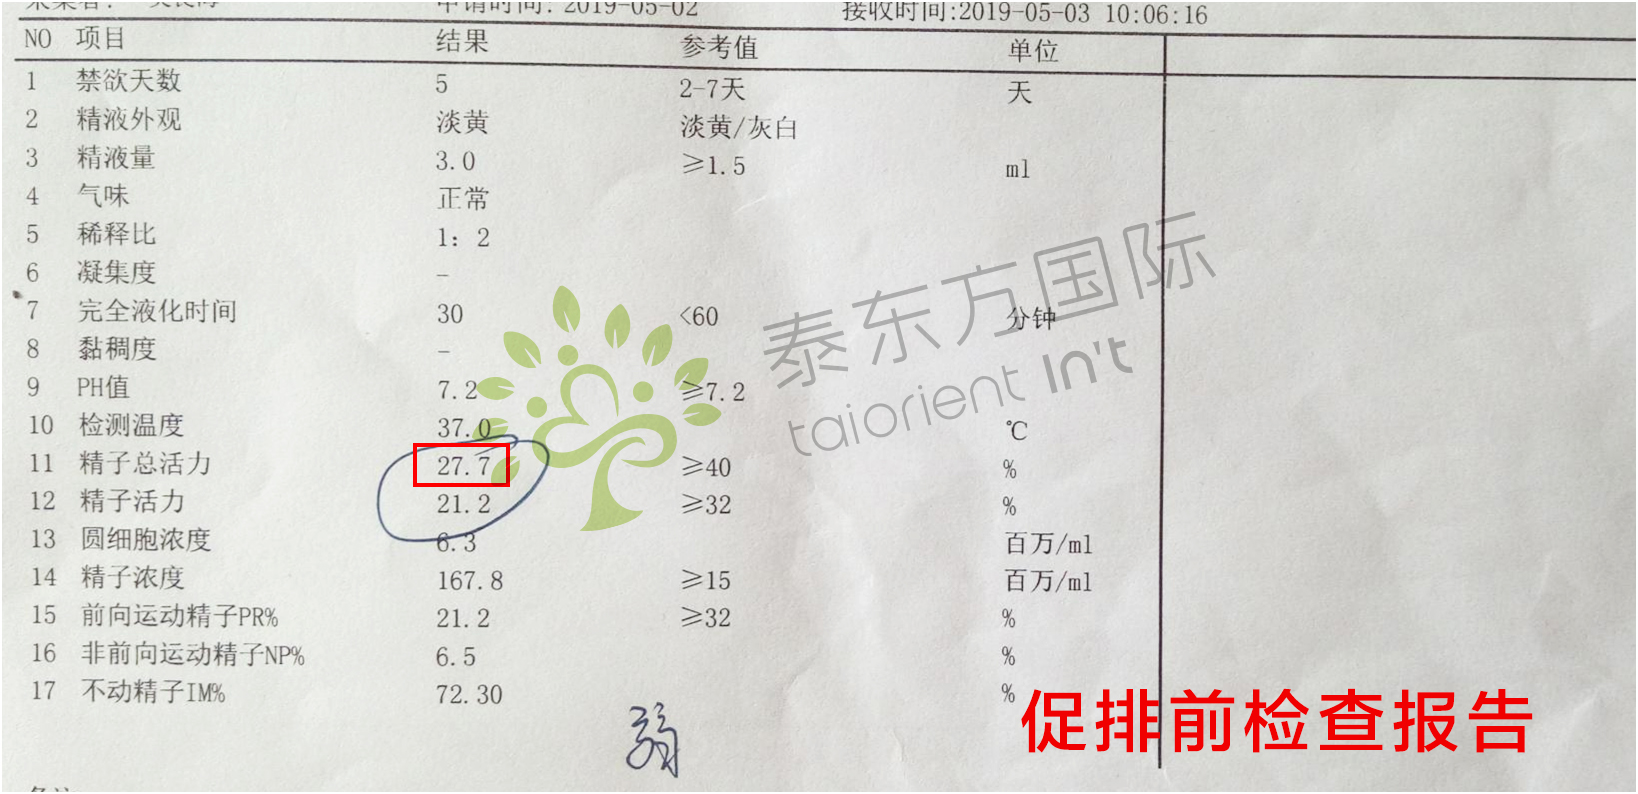 申请时间: 2019-05-02 接收时间:2019-05-03 10:06:16
NO 项目 结果 参考值 单位
1 禁欲天数 5 2-7天 天
2 精液外观 淡黄 淡黄/灰白
3 精液量 3.0 ≥1.5 ml
4 气味 正常
5 稀释比 1: 2
6 凝集度 -
7 完全液化时间 30 <60 分钟
8 黏稠度 -
9 PH值 7.2 ≥7.2
10 检测温度 37.0 ℃
11 精子总活力 27.7 ≥40 %
12 精子活力 21.2 ≥32 %
13 圆细胞浓度 6.3 百万/ml
14 精子浓度 167.8 ≥15 百万/ml
15 前向运动精子PR% 21.2 ≥32 %
16 非前向运动精子NP% 6.5 %
17 不动精子IM% 72.30 %
泰东方国际
taiorient In't
弱
促排前检查报告